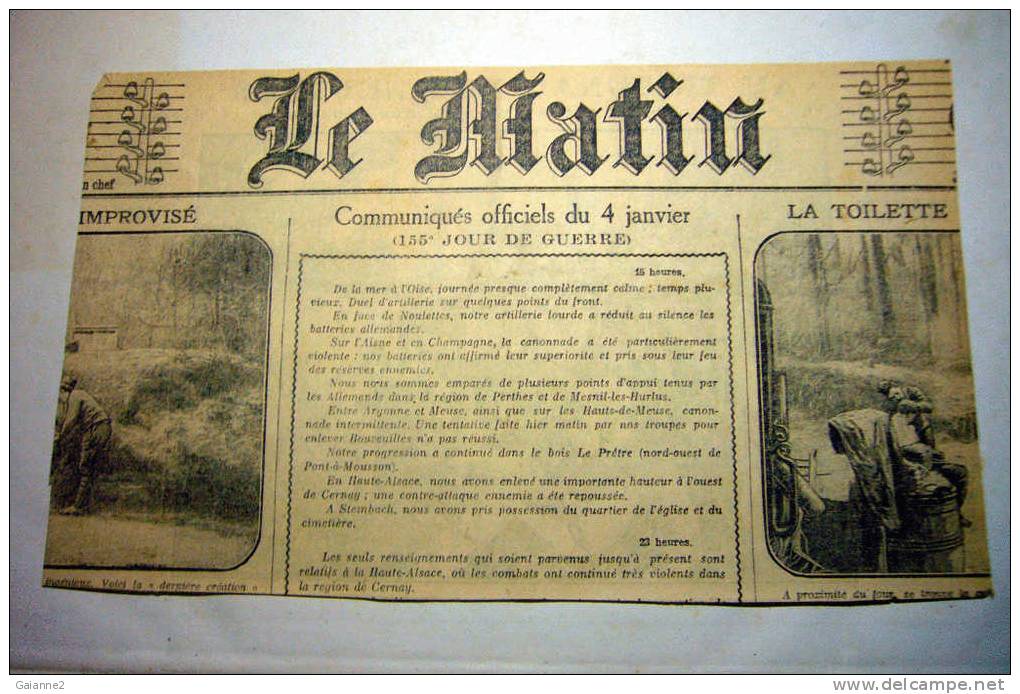 Le Matin
n chef
IMPROVISÉ
Communiqués officiels du 4 janvier
(155e JOUR DE GUERRE)
LA TOILETTE
15 heures.
De la mer à l'Oise, journée presque complètement calme ; temps plu-
vieux. Duel d'artillerie sur quelques points du front.
En face de Noulettes, notre artillerie lourde a réduit au silence les
batteries allemandes.
Sur l'Aisne et en Champagne, la canonnade a été particulièrement
violente : nos batteries ont affirmé leur supériorité et pris sous leur feu
des réserves ennemies.
Nous nous sommes emparés de plusieurs points d'appui tenus par
les Allemands dans la région de Perthes et de Mesnil-les-Hurlus.
Entre Argonne et Meuse, ainsi que sur les Hauts-de-Meuse, canon-
nade intermittente. Une tentative faite hier matin par nos troupes pour
enlever Boureuilles n'a pas réussi.
Notre progression a continué dans le bois Le Prêtre (nord-ouest de
Pont-à-Mousson).
En Haute-Alsace, nous avons enlevé une importante hauteur à l'ouest
de Cernay ; une contre-attaque ennemie a été repoussée.
A Steinbach, nous avons pris possession du quartier de l'église et du
cimetière.
23 heures.
Les seuls renseignements qui soient parvenus jusqu'à présent sont
relatifs à la Haute-Alsace, où les combats ont continué très violents dans
la région de Cernay.
ingénieux. Voici la « dernière création »
A proximité du four, se trouve la
Gaianne2
delcampe.net